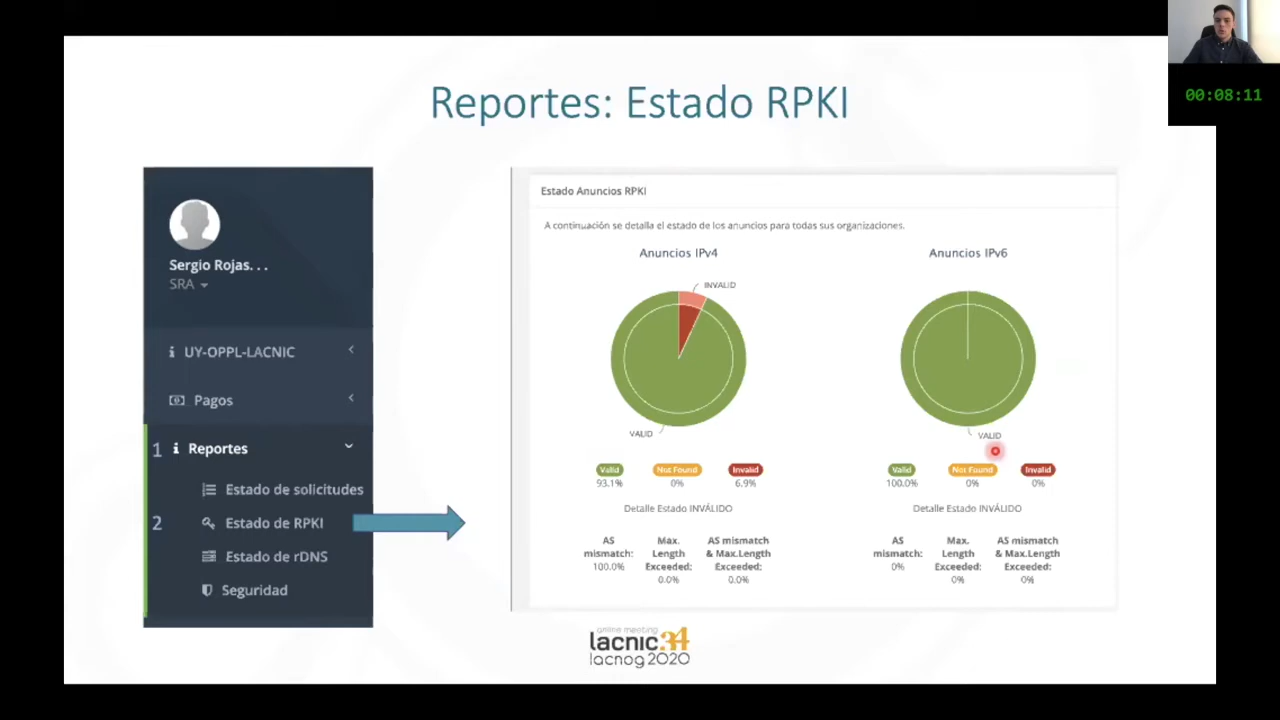 00:08:11
Reportes: Estado RPKI
Sergio Rojas. . .
SRA
UY-OPPL-LACNIC
Pagos
1 Reportes
Estado de solicitudes
2 Estado de RPKI
Estado de rDNS
Seguridad
Estado Anuncios RPKI
A continuación se detalla el estado de los anuncios para todas sus organizaciones.
Anuncios IPv4
INVALID
VALID
Valid Not Found Invalid
93.1% 0% 6.9%
Detalle Estado INVÁLIDO
AS mismatch: 100.0%
Max. Length Exceeded: 0.0%
AS mismatch & Max.Length Exceeded: 0.0%
Anuncios IPv6
VALID
Valid Not Found Invalid
100.0% 0% 0%
Detalle Estado INVÁLIDO
AS mismatch: 0%
Max. Length Exceeded: 0%
AS mismatch & Max.Length Exceeded: 0%
online meeting
lacnic34
lacnog2020